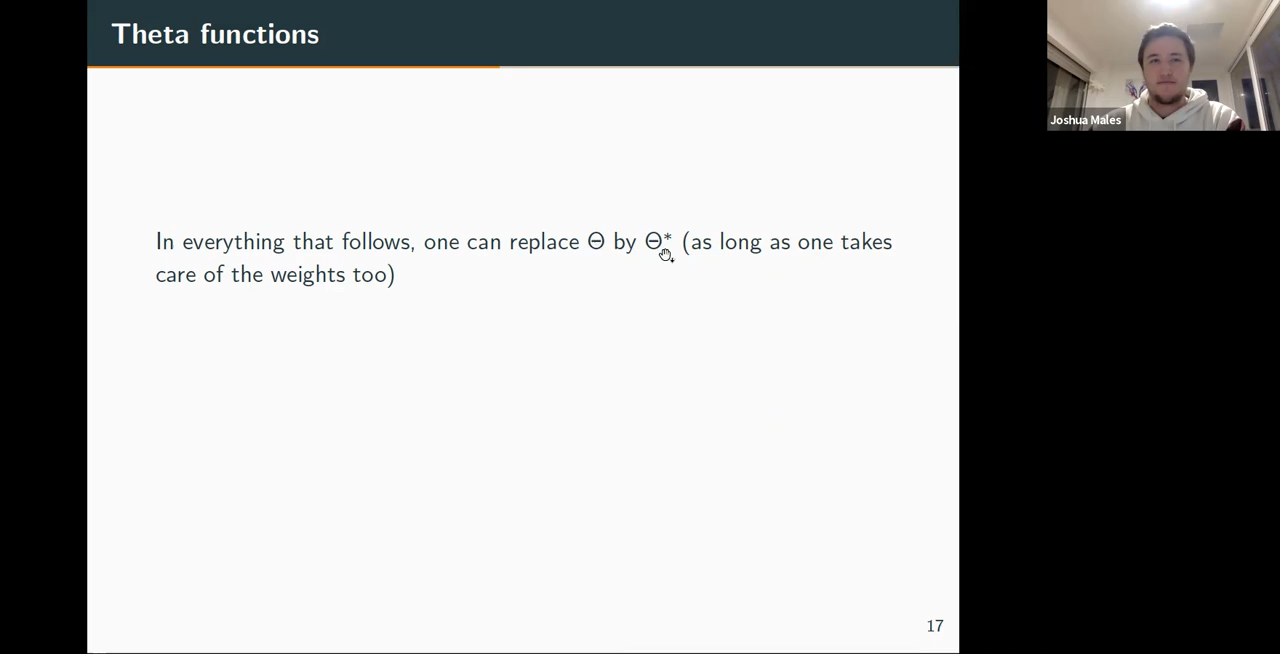 Theta functions
Joshua Males
In everything that follows, one can replace Θ by Θ* (as long as one takes
care of the weights too)
17